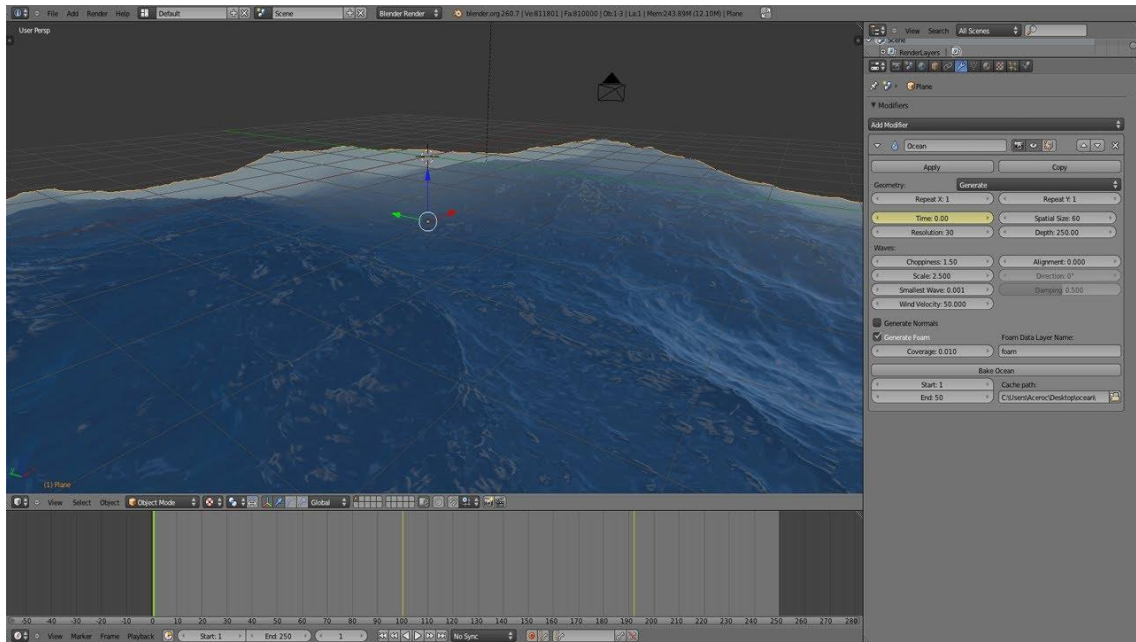 File Add Render Help Default Scene Blender Render blender.org 260.7 | Ve:811801 | Fa:810000 | Ob:1-3 | La:1 | Mem:243.89M (12.10M) | Plane
User Persp
View Search All Scenes
Scene
RenderLayers
Plane
Modifiers
Add Modifier
Ocean
Apply Copy
Geometry: Generate
Repeat X: 1 Repeat Y: 1
Time: 0.00 Spatial Size: 60
Resolution: 30 Depth: 250.00
Waves:
Choppiness: 1.50 Alignment: 0.000
Scale: 2.500 Direction: 0°
Smallest Wave: 0.001 Damping: 0.500
Wind Velocity: 50.000
Generate Normals
Generate Foam Foam Data Layer Name:
Coverage: 0.010 foam
Bake Ocean
Start: 1 Cache path:
End: 50 C:\Users\Aceroc\Desktop\ocean\
(1) Plane
View Select Object Object Mode Global
-50 -40 -30 -20 -10 0 10 20 30 40 50 60 70 80 90 100 110 120 130 140 150 160 170 180 190 200 210 220 230 240 250 260 270 280
View Marker Frame Playback Start: 1 End: 250 1 No Sync